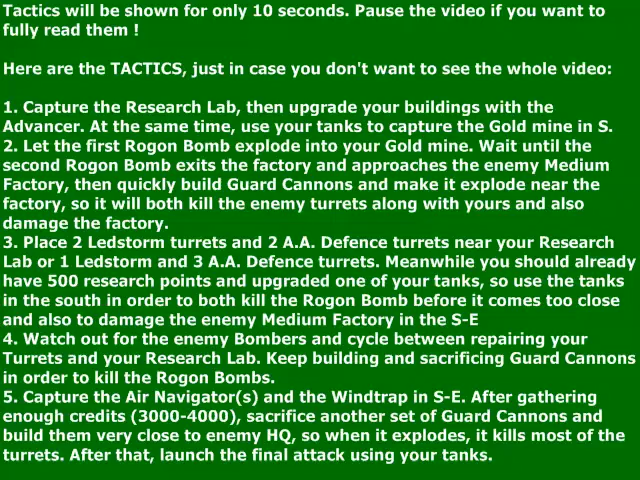 Tactics will be shown for only 10 seconds. Pause the video if you want to
fully read them !
Here are the TACTICS, just in case you don't want to see the whole video:
1. Capture the Research Lab, then upgrade your buildings with the
Advancer. At the same time, use your tanks to capture the Gold mine in S.
2. Let the first Rogon Bomb explode into your Gold mine. Wait until the
second Rogon Bomb exits the factory and approaches the enemy Medium
Factory, then quickly build Guard Cannons and make it explode near the
factory, so it will both kill the enemy turrets along with yours and also
damage the factory.
3. Place 2 Ledstorm turrets and 2 A.A. Defence turrets near your Research
Lab or 1 Ledstorm and 3 A.A. Defence turrets. Meanwhile you should already
have 500 research points and upgraded one of your tanks, so use the tanks
in the south in order to both kill the Rogon Bomb before it comes too close
and also to damage the enemy Medium Factory in the S-E
4. Watch out for the enemy Bombers and cycle between repairing your
Turrets and your Research Lab. Keep building and sacrificing Guard Cannons
in order to kill the Rogon Bombs.
5. Capture the Air Navigator(s) and the Windtrap in S-E. After gathering
enough credits (3000-4000), sacrifice another set of Guard Cannons and
build them very close to enemy HQ, so when it explodes, it kills most of the
turrets. After that, launch the final attack using your tanks.